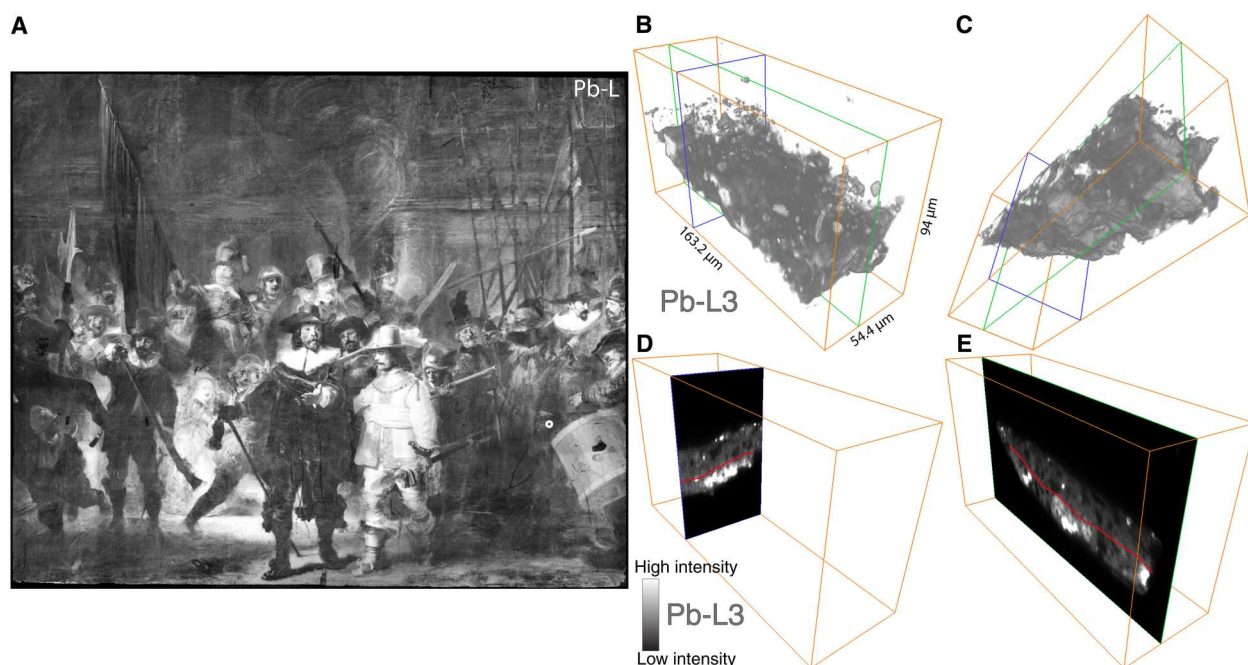 A
Pb-L
B
163.2 μm
54.4 μm
94 μm
Pb-L3
C
D
High intensity
Pb-L3
Low intensity
E